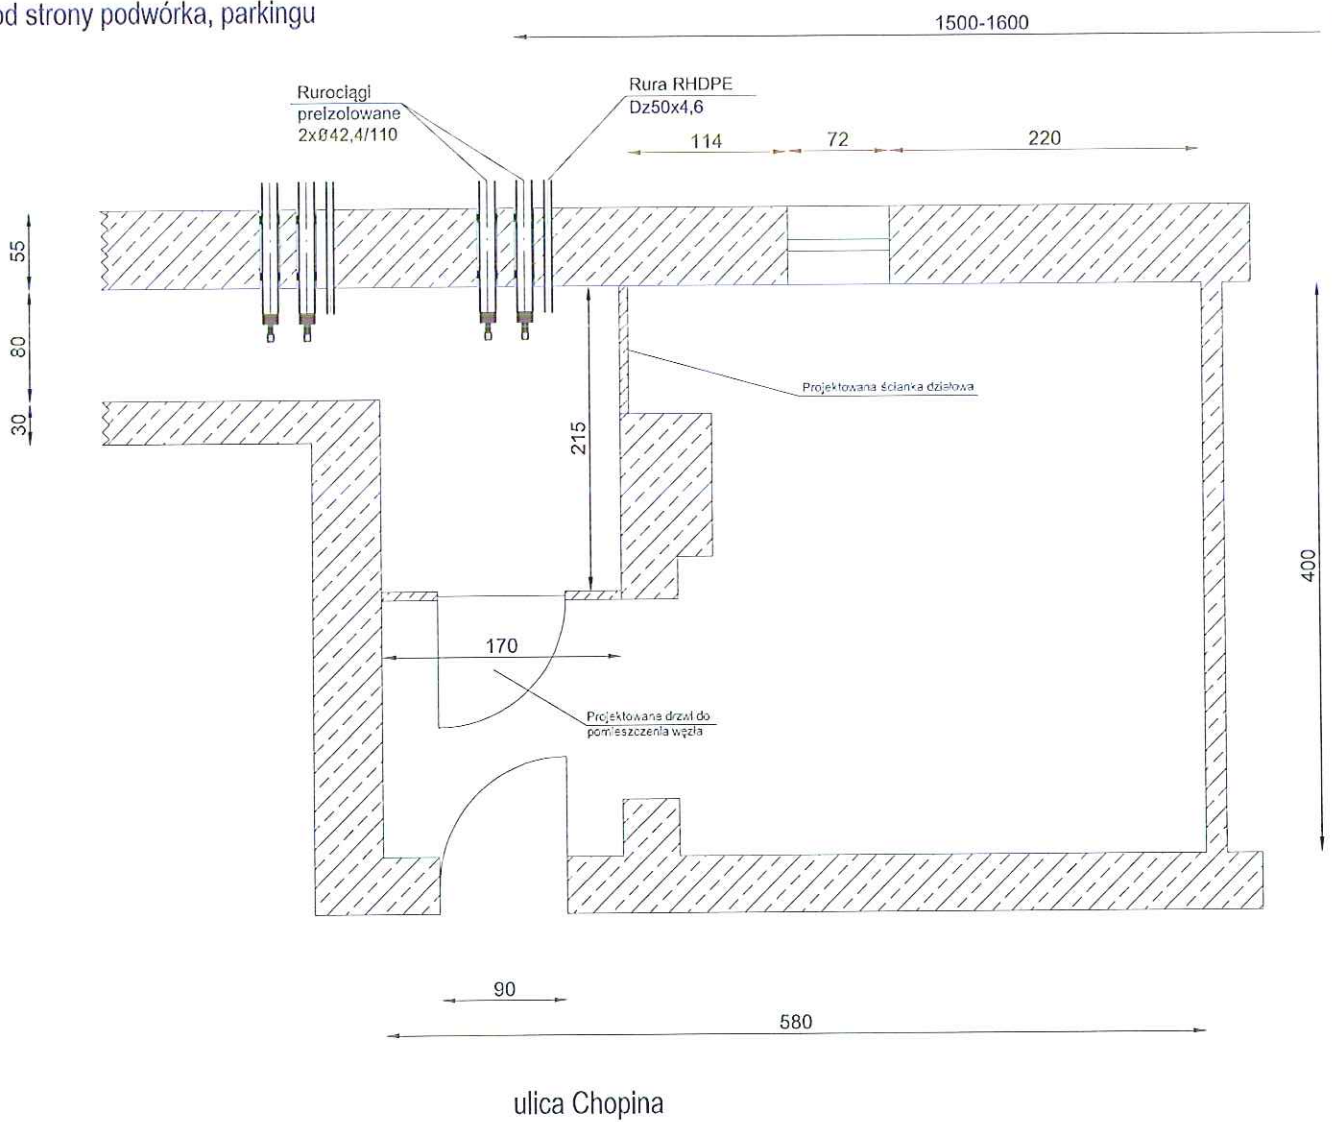 od strony podwórka, parkingu
1500-1600
Rurociągi
preizolowane
2xø42,4/110
Rura RHDPE
Dz50x4,6
114
72
220
55
80
30
Projektowana ścianka działowa
215
400
170
Projektowane drzwi do
pomieszczenia węzła
90
580
ulica Chopina